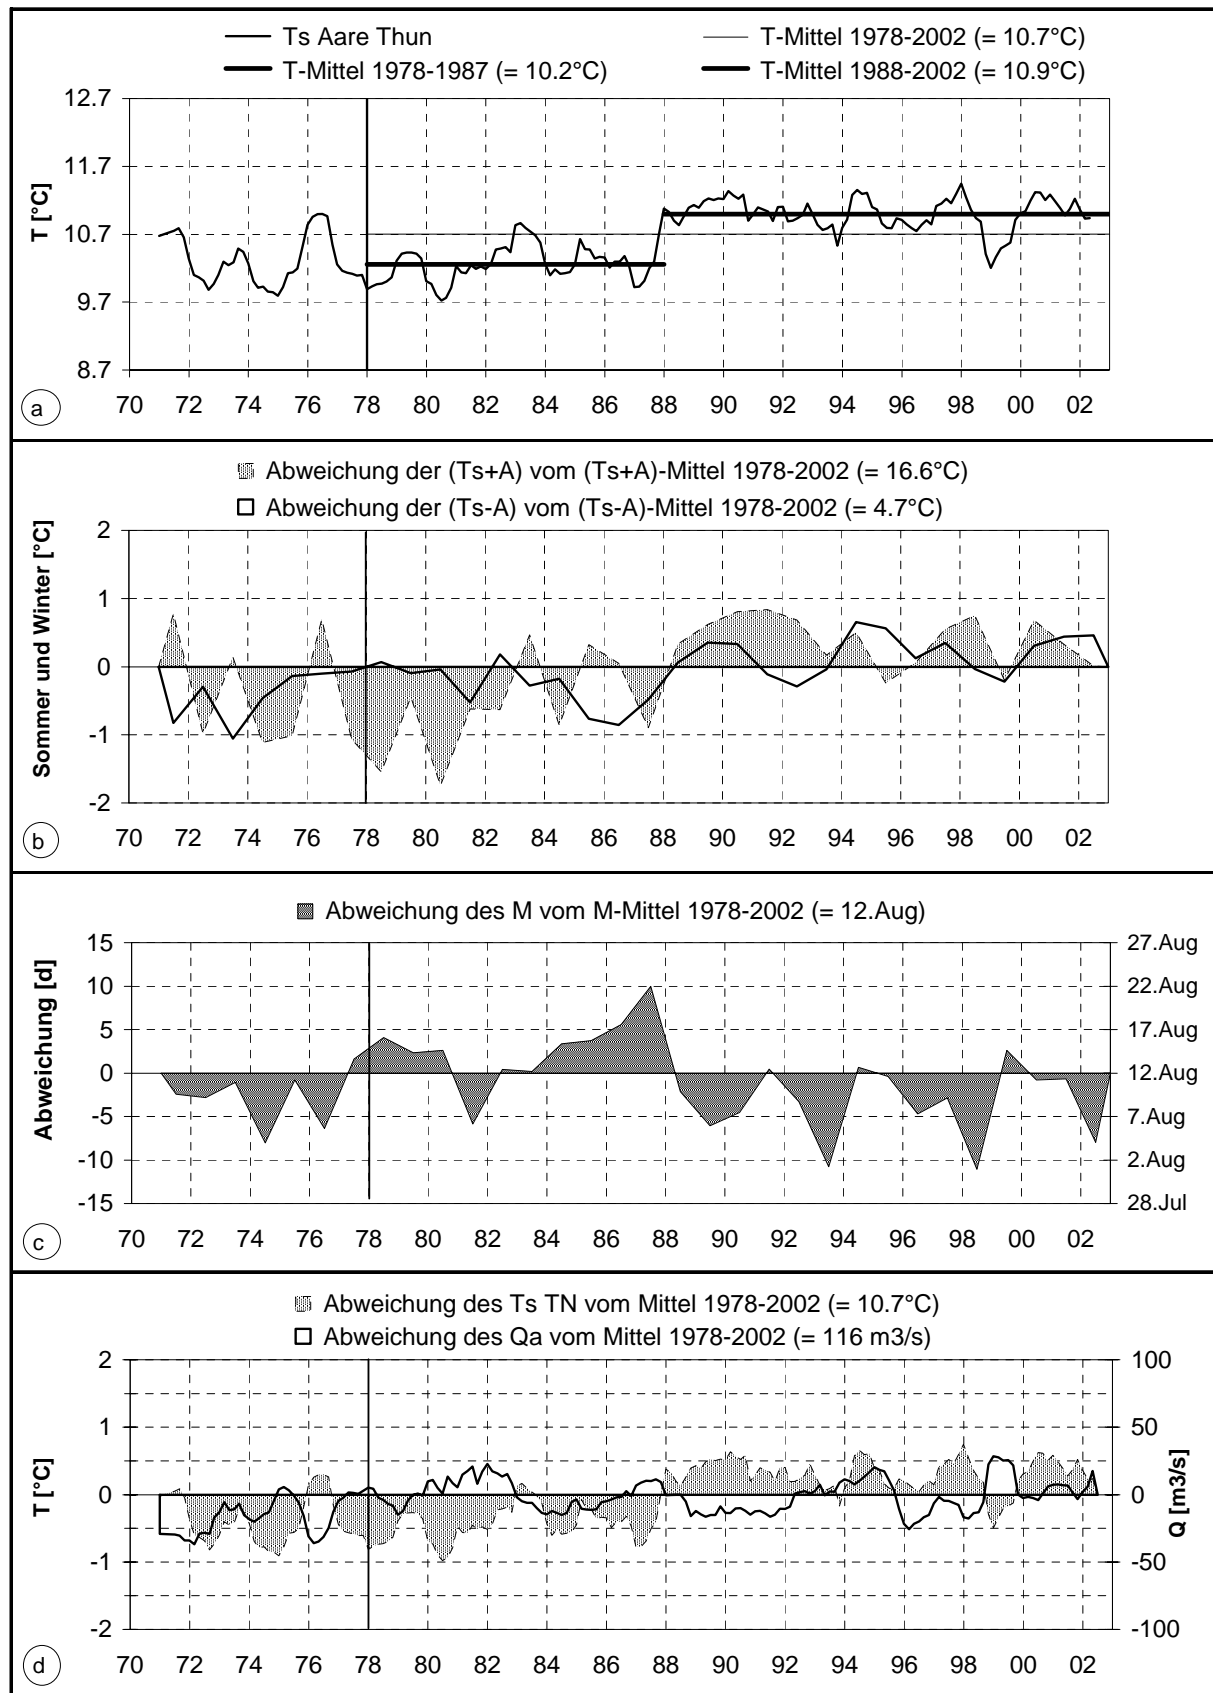 Ts Aare Thun
T-Mittel 1978-2002 (= 10.7°C)
T-Mittel 1978-1987 (= 10.2°C)
T-Mittel 1988-2002 (= 10.9°C)
T [°C]
12.7
11.7
10.7
9.7
8.7
70 72 74 76 78 80 82 84 86 88 90 92 94 96 98 00 02
a
Abweichung der (Ts+A) vom (Ts+A)-Mittel 1978-2002 (= 16.6°C)
Abweichung der (Ts-A) vom (Ts-A)-Mittel 1978-2002 (= 4.7°C)
Sommer und Winter [°C]
2
1
0
-1
-2
70 72 74 76 78 80 82 84 86 88 90 92 94 96 98 00 02
b
Abweichung des M vom M-Mittel 1978-2002 (= 12.Aug)
Abweichung [d]
15
10
5
0
-5
-10
-15
27.Aug
22.Aug
17.Aug
12.Aug
7.Aug
2.Aug
28.Jul
70 72 74 76 78 80 82 84 86 88 90 92 94 96 98 00 02
c
Abweichung des Ts TN vom Mittel 1978-2002 (= 10.7°C)
Abweichung des Qa vom Mittel 1978-2002 (= 116 m3/s)
T [°C]
2
1
0
-1
-2
100
50
0
-50
-100
Q [m3/s]
70 72 74 76 78 80 82 84 86 88 90 92 94 96 98 00 02
d